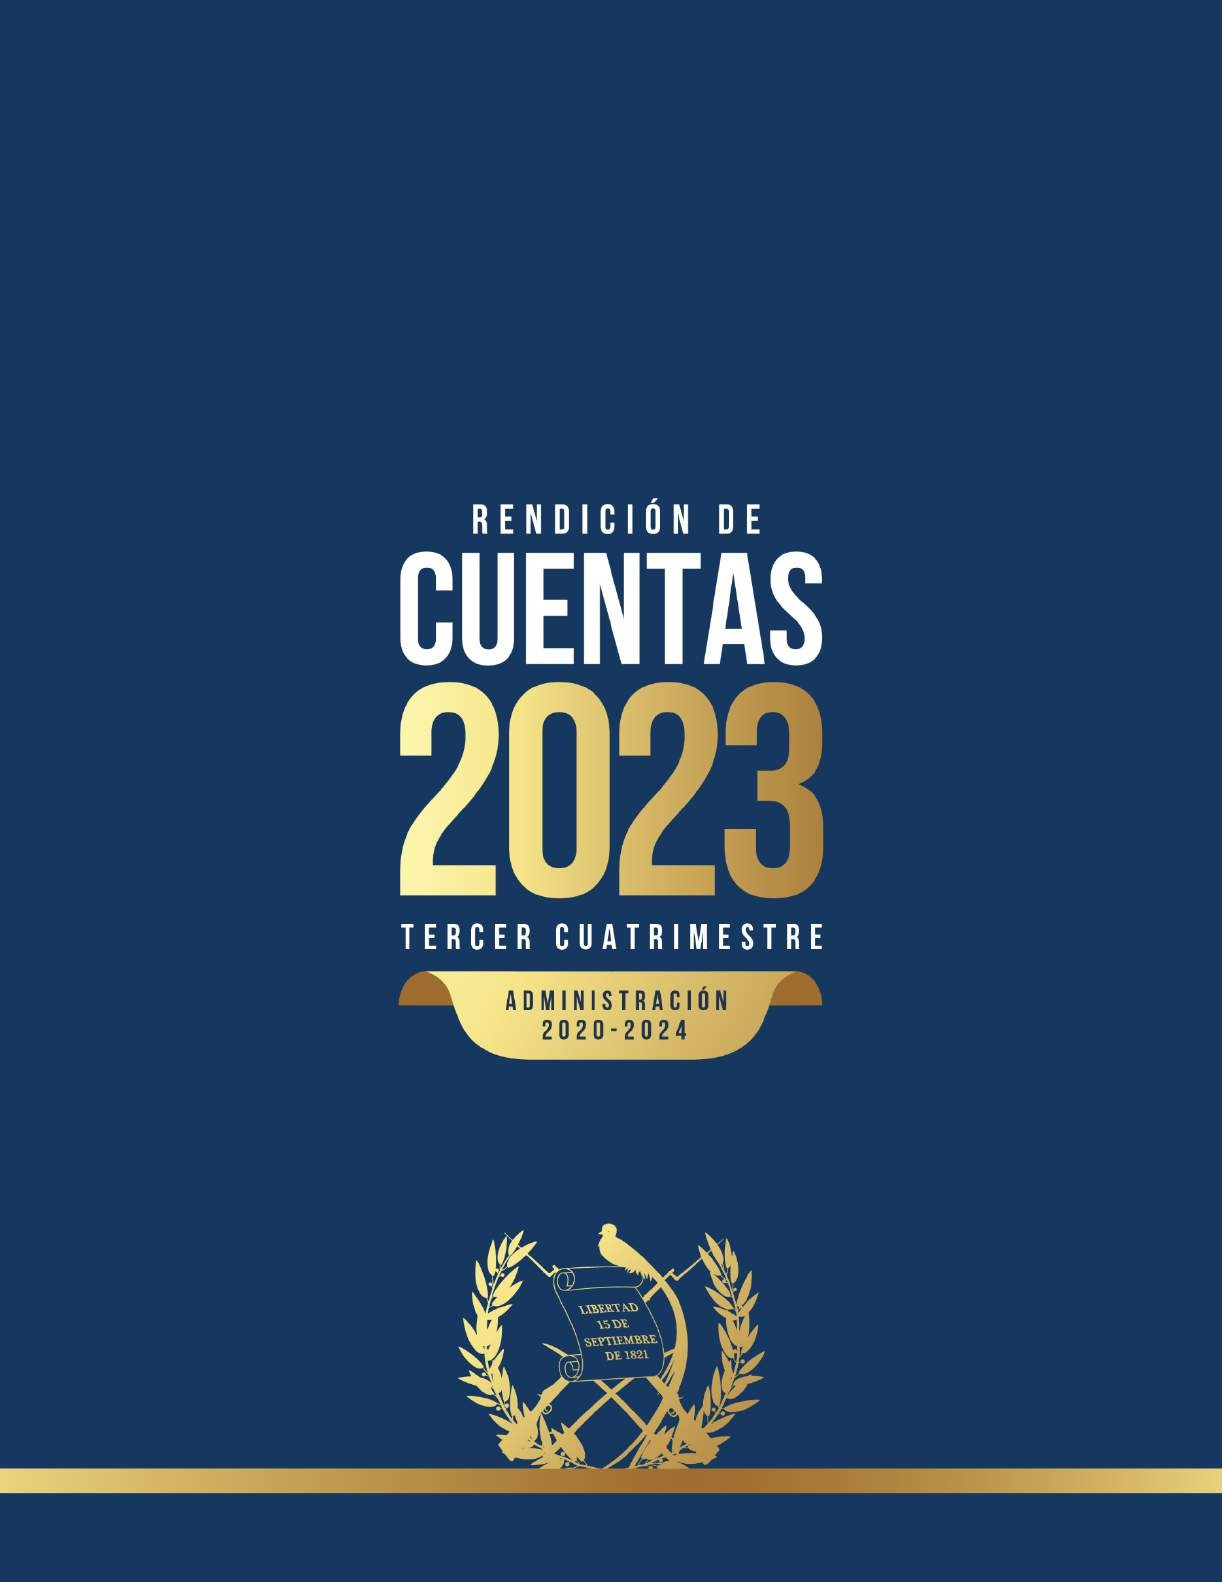 RENDICIÓN DE
CUENTAS
2023
TERCER CUATRIMESTRE
ADMINISTRACIÓN
2020-2024
LIBERTAD
15 DE
SEPTIEMBRE
DE 1821